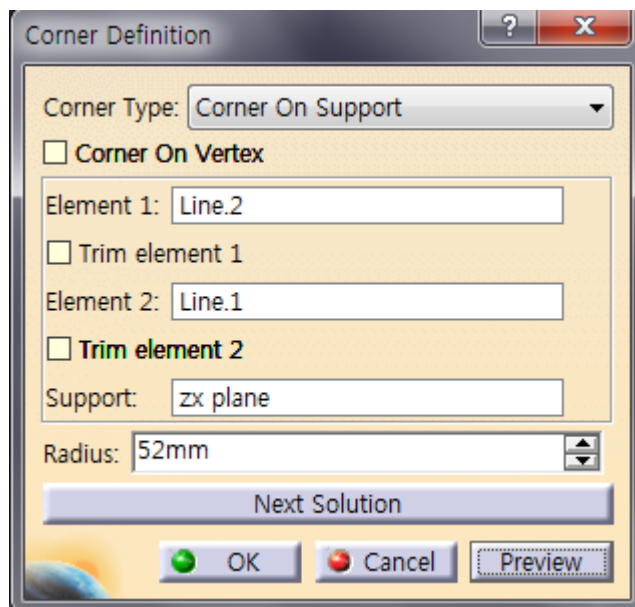 Corner Definition
?
X
Corner Type: Corner On Support
Corner On Vertex
Element 1: Line.2
Trim element 1
Element 2: Line.1
Trim element 2
Support: zx plane
Radius: 52mm
Next Solution
OK Cancel Preview